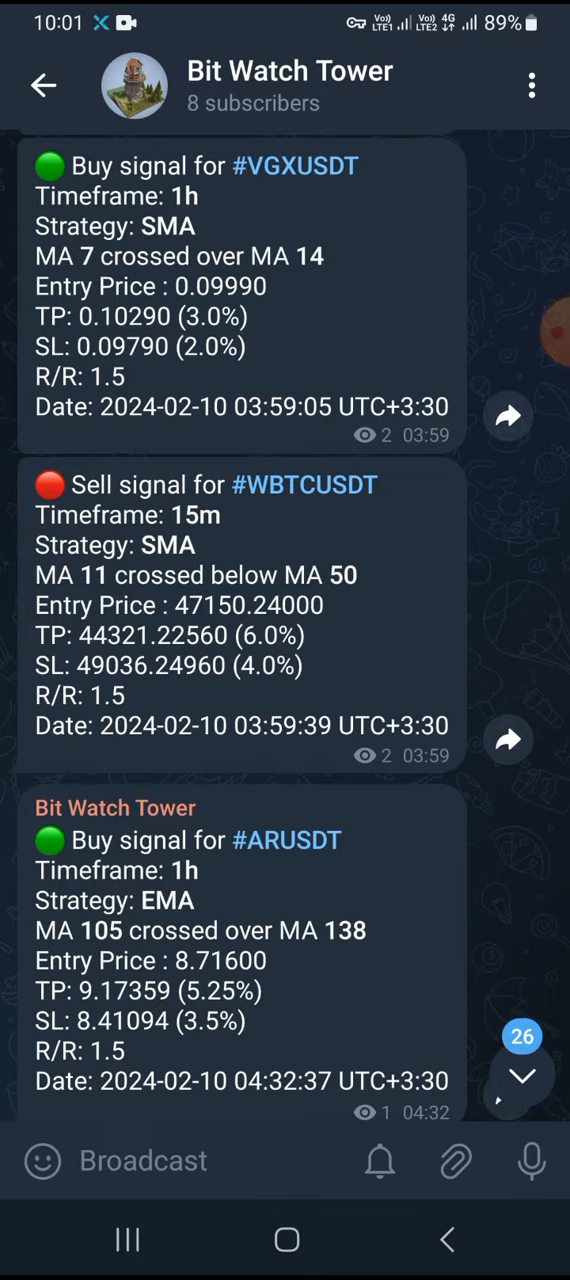 10:01 Vo) LTE1 Vo) LTE2 4G 89%
Bit Watch Tower
8 subscribers
Buy signal for #VGXUSDT
Timeframe: 1h
Strategy: SMA
MA 7 crossed over MA 14
Entry Price : 0.09990
TP: 0.10290 (3.0%)
SL: 0.09790 (2.0%)
R/R: 1.5
Date: 2024-02-10 03:59:05 UTC+3:30
2 03:59
Sell signal for #WBTCUSDT
Timeframe: 15m
Strategy: SMA
MA 11 crossed below MA 50
Entry Price : 47150.24000
TP: 44321.22560 (6.0%)
SL: 49036.24960 (4.0%)
R/R: 1.5
Date: 2024-02-10 03:59:39 UTC+3:30
2 03:59
Bit Watch Tower
Buy signal for #ARUSDT
Timeframe: 1h
Strategy: EMA
MA 105 crossed over MA 138
Entry Price : 8.71600
TP: 9.17359 (5.25%)
SL: 8.41094 (3.5%)
R/R: 1.5
Date: 2024-02-10 04:32:37 UTC+3:30
1 04:32
26
Broadcast